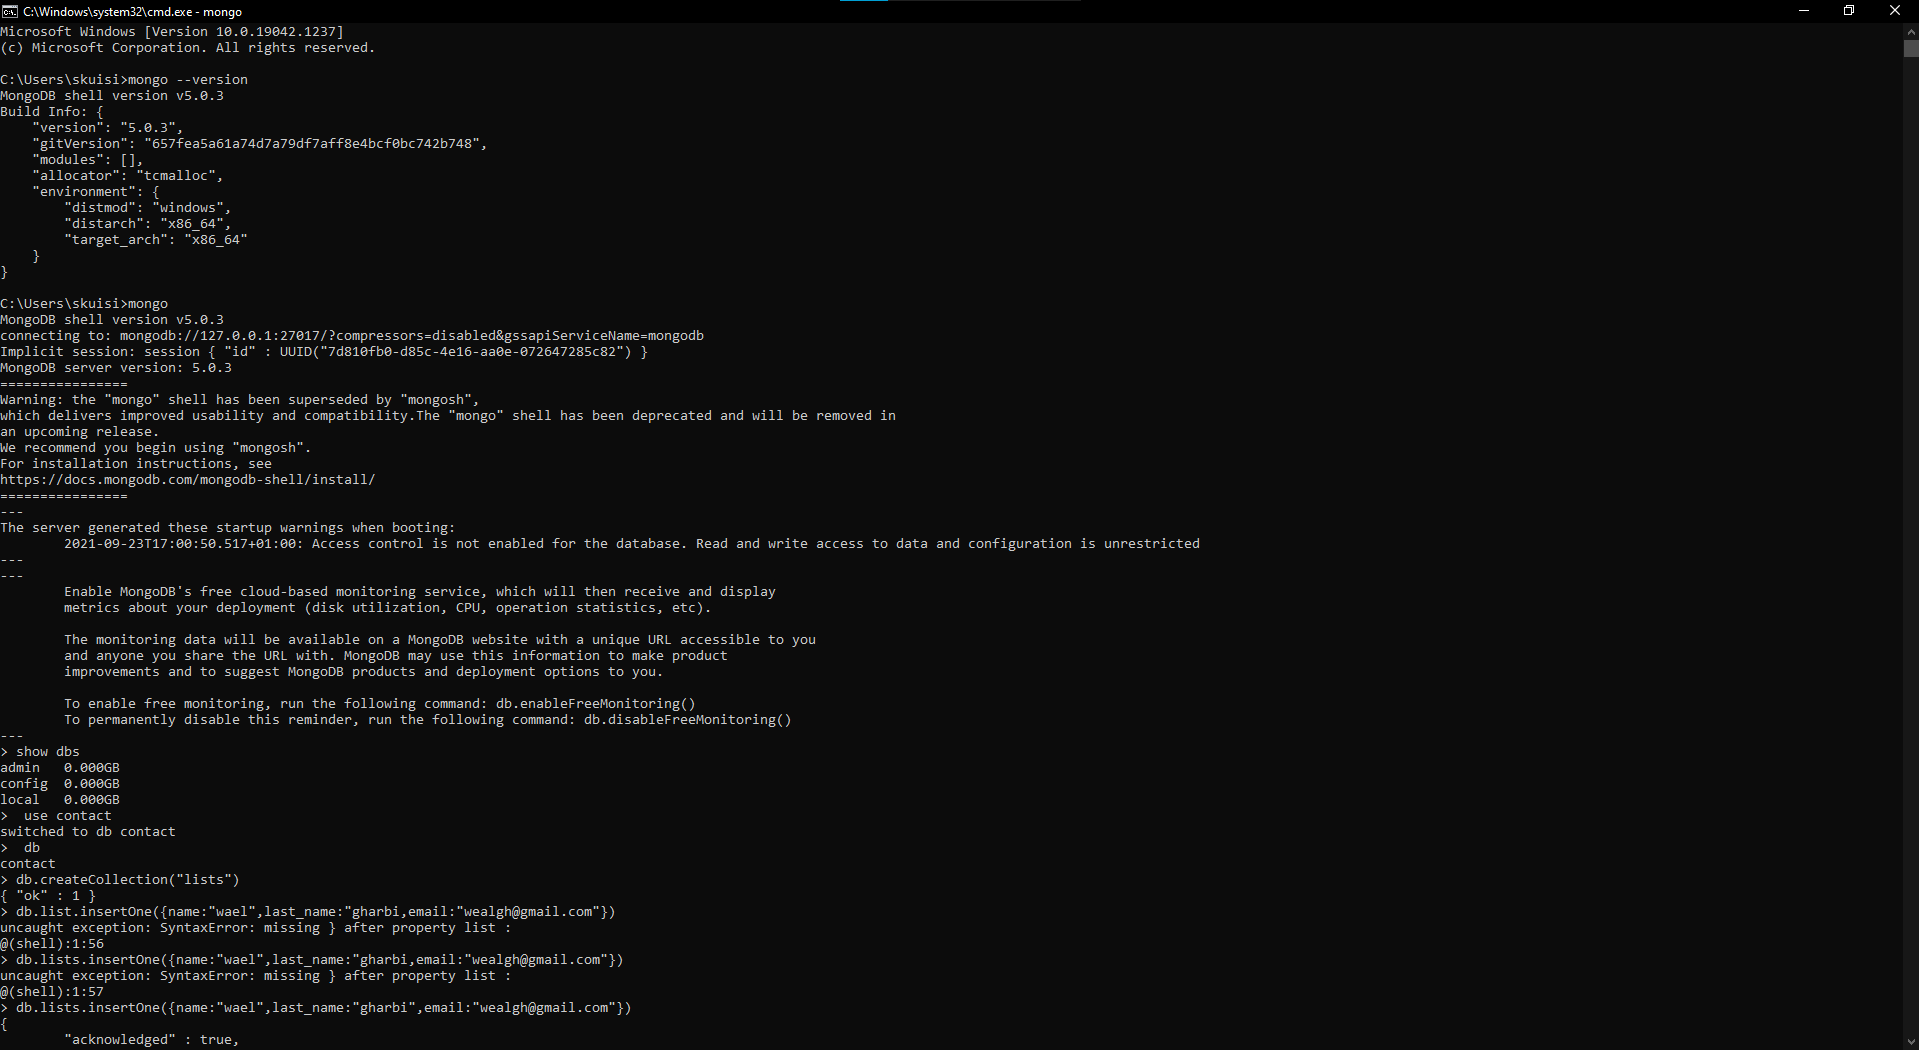 C:\Windows\system32\cmd.exe - mongo
Microsoft Windows [Version 10.0.19042.1237]
(c) Microsoft Corporation. All rights reserved.
C:\Users\skuisi>mongo --version
MongoDB shell version v5.0.3
Build Info: {
    "version": "5.0.3",
    "gitVersion": "657fea5a61a74d7a79df7aff8e4bcf0bc742b748",
    "modules": [],
    "allocator": "tcmalloc",
    "environment": {
        "distmod": "windows",
        "distarch": "x86_64",
        "target_arch": "x86_64"
    }
}
C:\Users\skuisi>mongo
MongoDB shell version v5.0.3
connecting to: mongodb://127.0.0.1:27017/?compressors=disabled&gssapiServiceName=mongodb
Implicit session: session { "id" : UUID("7d810fb0-d85c-4e16-aa0e-072647285c82") }
MongoDB server version: 5.0.3
================
Warning: the "mongo" shell has been superseded by "mongosh",
which delivers improved usability and compatibility.The "mongo" shell has been deprecated and will be removed in
an upcoming release.
We recommend you begin using "mongosh".
For installation instructions, see
https://docs.mongodb.com/mongodb-shell/install/
================
---
The server generated these startup warnings when booting:
        2021-09-23T17:00:50.517+01:00: Access control is not enabled for the database. Read and write access to data and configuration is unrestricted
---
---
        Enable MongoDB's free cloud-based monitoring service, which will then receive and display
        metrics about your deployment (disk utilization, CPU, operation statistics, etc).
        The monitoring data will be available on a MongoDB website with a unique URL accessible to you
        and anyone you share the URL with. MongoDB may use this information to make product
        improvements and to suggest MongoDB products and deployment options to you.
        To enable free monitoring, run the following command: db.enableFreeMonitoring()
        To permanently disable this reminder, run the following command: db.disableFreeMonitoring()
---
> show dbs
admin   0.000GB
config  0.000GB
local   0.000GB
>  use contact
switched to db contact
>  db
contact
> db.createCollection("lists")
{ "ok" : 1 }
> db.list.insertOne({name:"wael",last_name:"gharbi,email:"wealgh@gmail.com"})
uncaught exception: SyntaxError: missing } after property list :
@(shell):1:56
> db.lists.insertOne({name:"wael",last_name:"gharbi,email:"wealgh@gmail.com"})
uncaught exception: SyntaxError: missing } after property list :
@(shell):1:57
> db.lists.insertOne({name:"wael",last_name:"gharbi",email:"wealgh@gmail.com"})
{
        "acknowledged" : true,